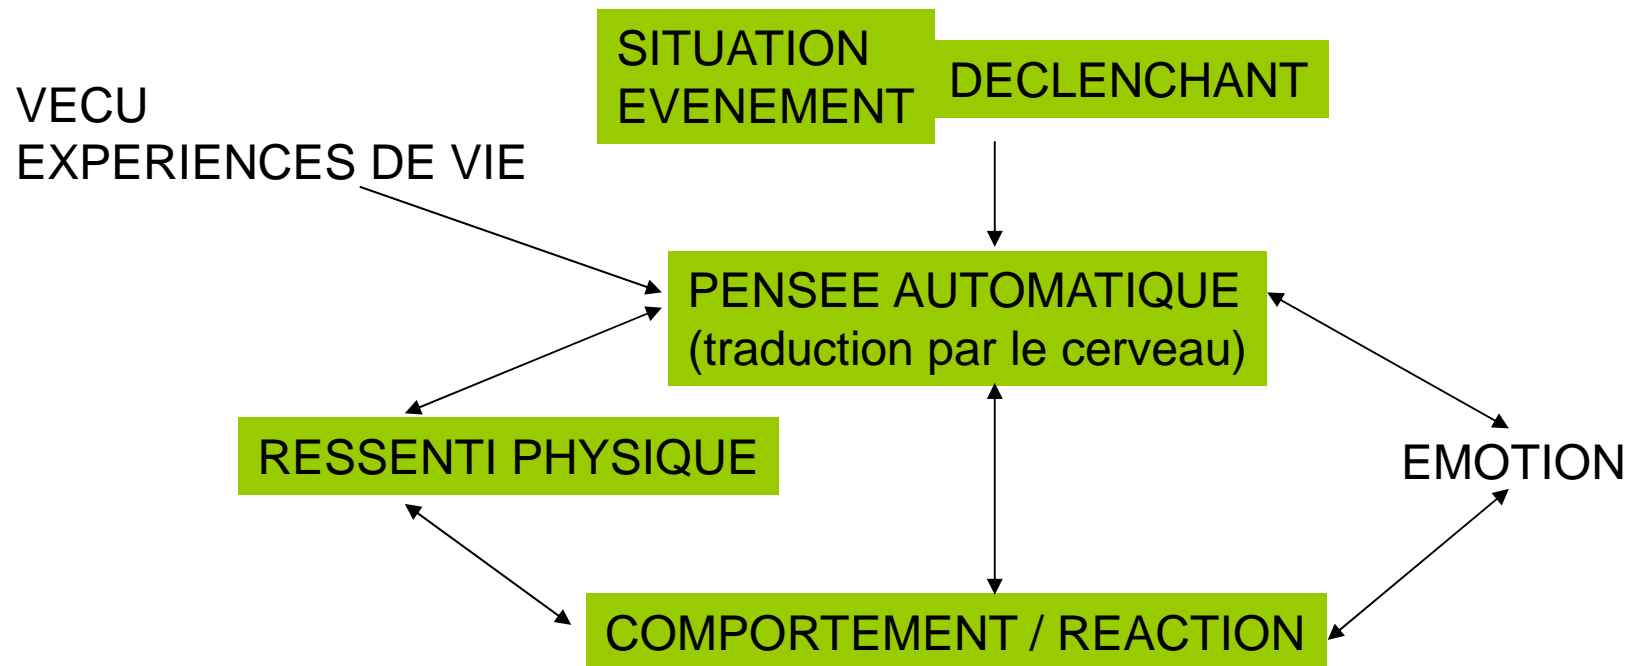 SITUATION
EVENEMENT
DECLENCHANT
VECU
EXPERIENCES DE VIE
PENSEE AUTOMATIQUE
(traduction par le cerveau)
RESSENTI PHYSIQUE
EMOTION
COMPORTEMENT / REACTION